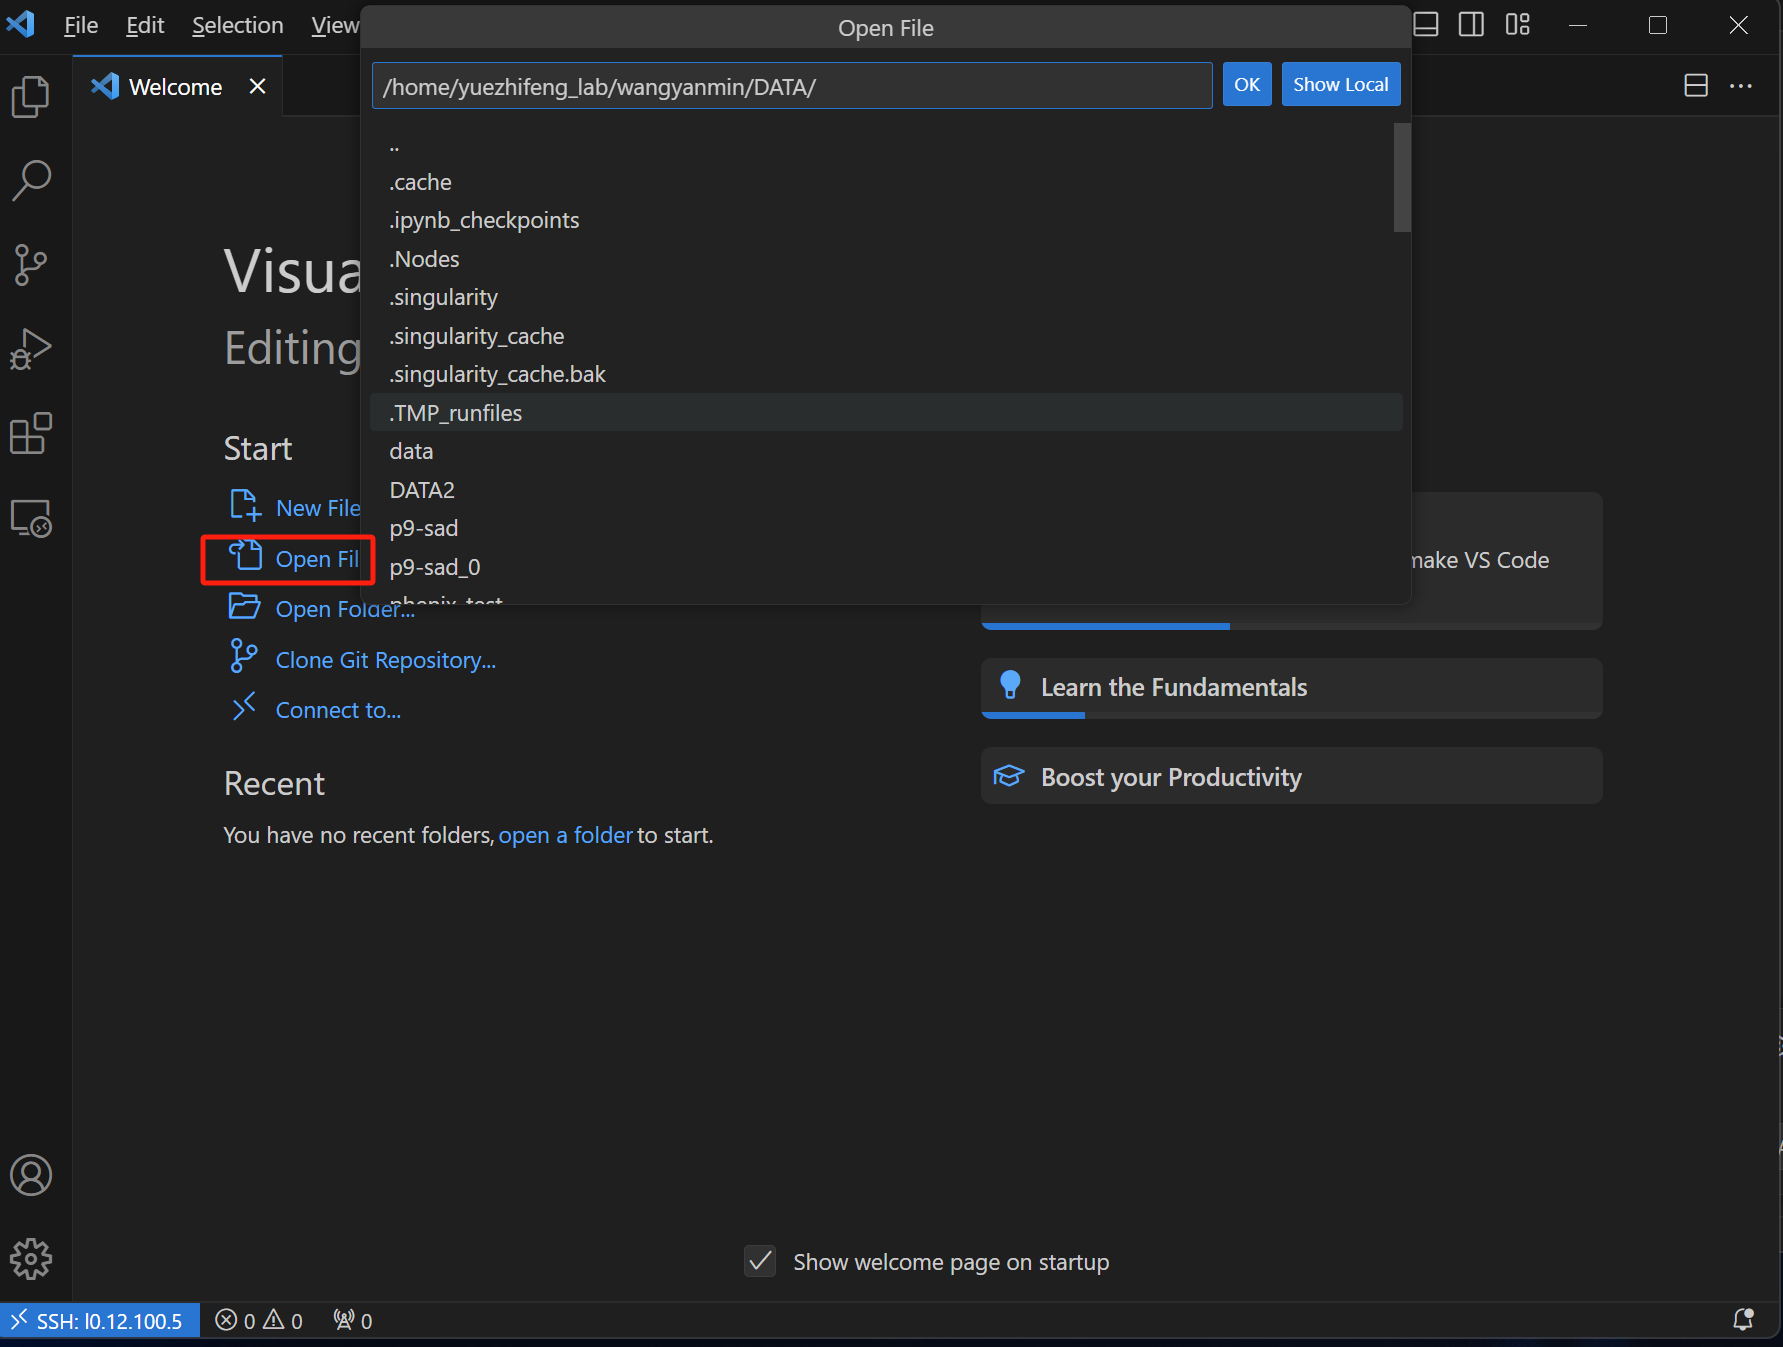 File Edit Selection View
Open File
Welcome
/home/yuezhifeng_lab/wangyanmin/DATA/
OK
Show Local
..
.cache
.ipynb_checkpoints
.Nodes
.singularity
.singularity_cache
.singularity_cache.bak
.TMP_runfiles
data
DATA2
p9-sad
p9-sad_0
phenix_test
Visua
Editing
Start
New File
Open Fil
Open Folder...
Clone Git Repository...
Connect to...
Recent
You have no recent folders, open a folder to start.
make VS Code
Learn the Fundamentals
Boost your Productivity
Show welcome page on startup
SSH: l0.12.100.5
0 0
0